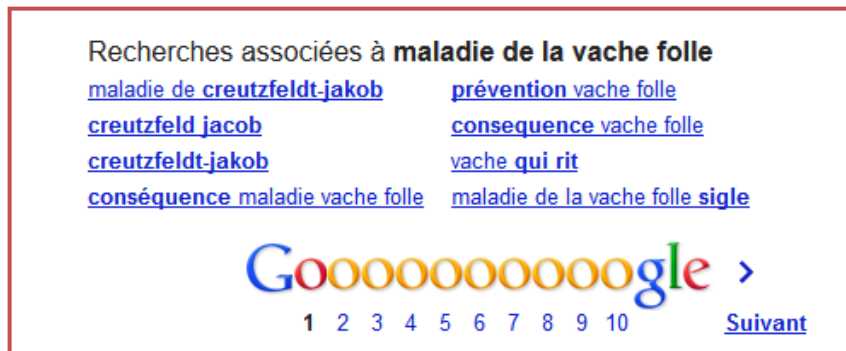 Recherches associées à maladie de la vache folle
maladie de creutzfeldt-jakob prévention vache folle
creutzfeld jacob consequence vache folle
creutzfeldt-jakob vache qui rit
conséquence maladie vache folle maladie de la vache folle sigle
Goooooooooogle >
1 2 3 4 5 6 7 8 9 10 Suivant